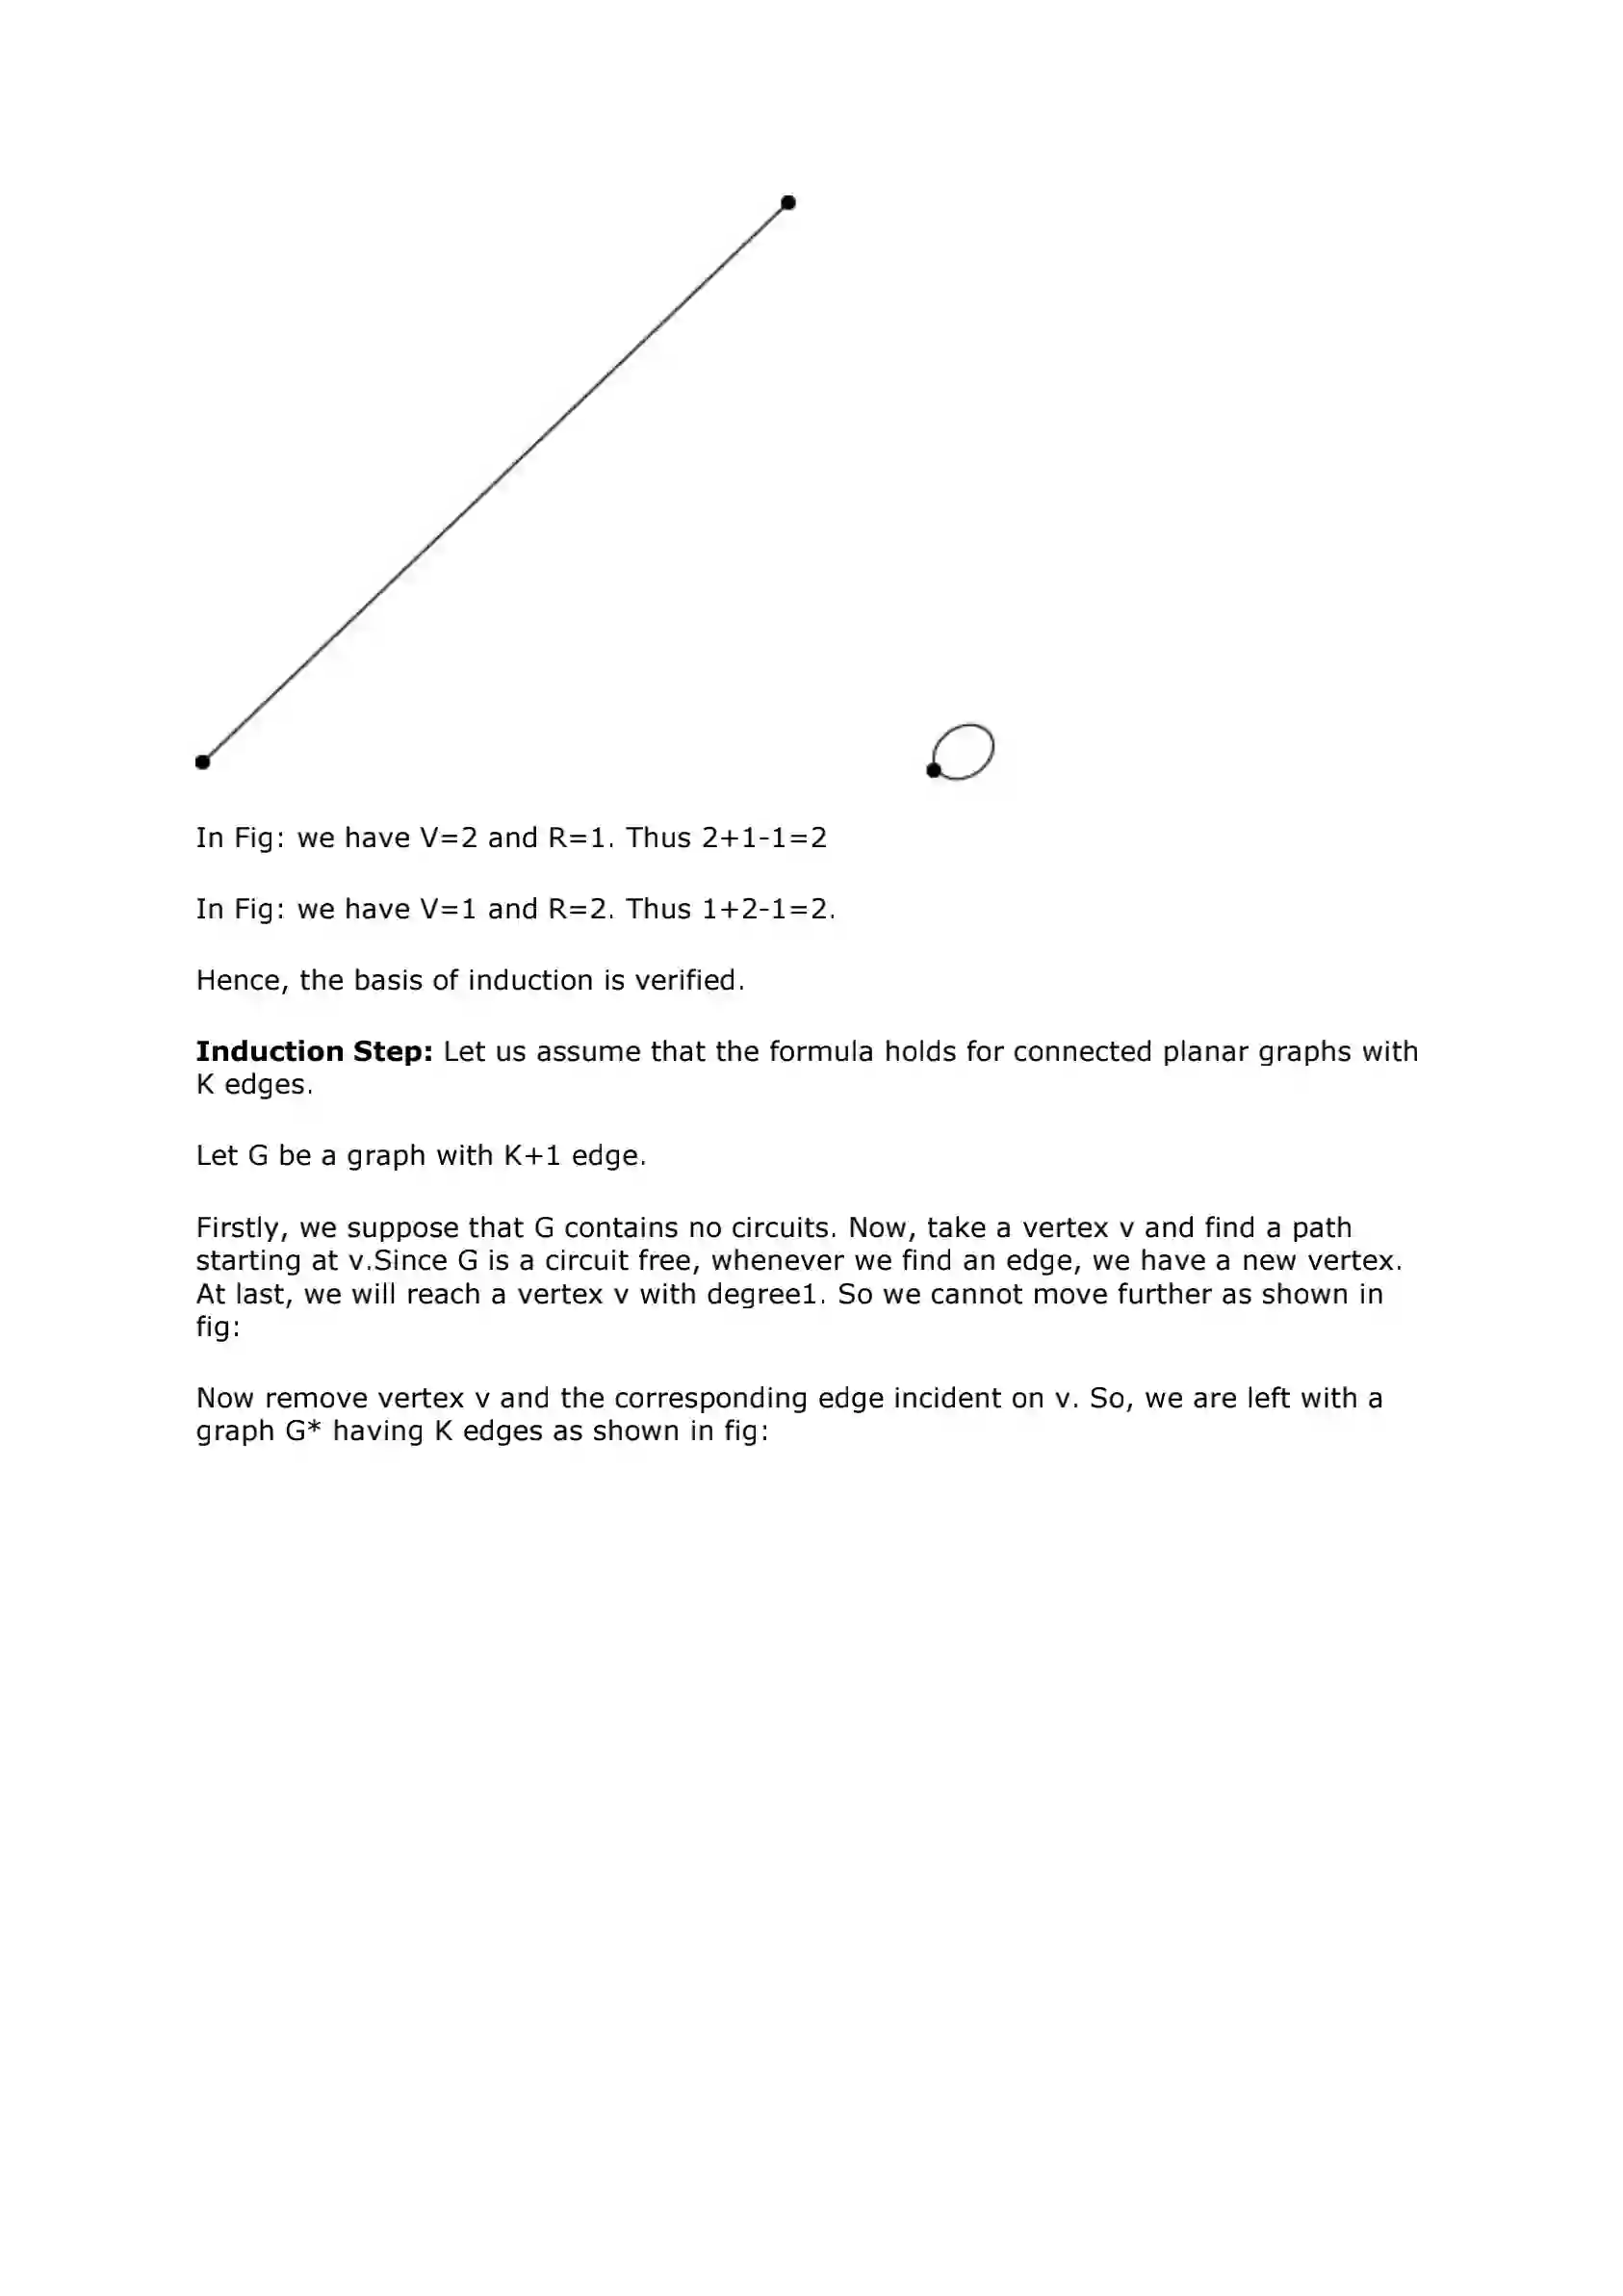 In Fig: we have V=2 and R=1. Thus 2+1-1=2
In Fig: we have V=1 and R=2. Thus 1+2-1=2.
Hence, the basis of induction is verified.
Induction Step: Let us assume that the formula holds for connected planar graphs with
K edges.
Let G be a graph with K+1 edge.
Firstly, we suppose that G contains no circuits. Now, take a vertex v and find a path
starting at v.Since G is a circuit free, whenever we find an edge, we have a new vertex.
At last, we will reach a vertex v with degree1. So we cannot move further as shown in
fig:
Now remove vertex v and the corresponding edge incident on v. So, we are left with a
graph G* having K edges as shown in fig: